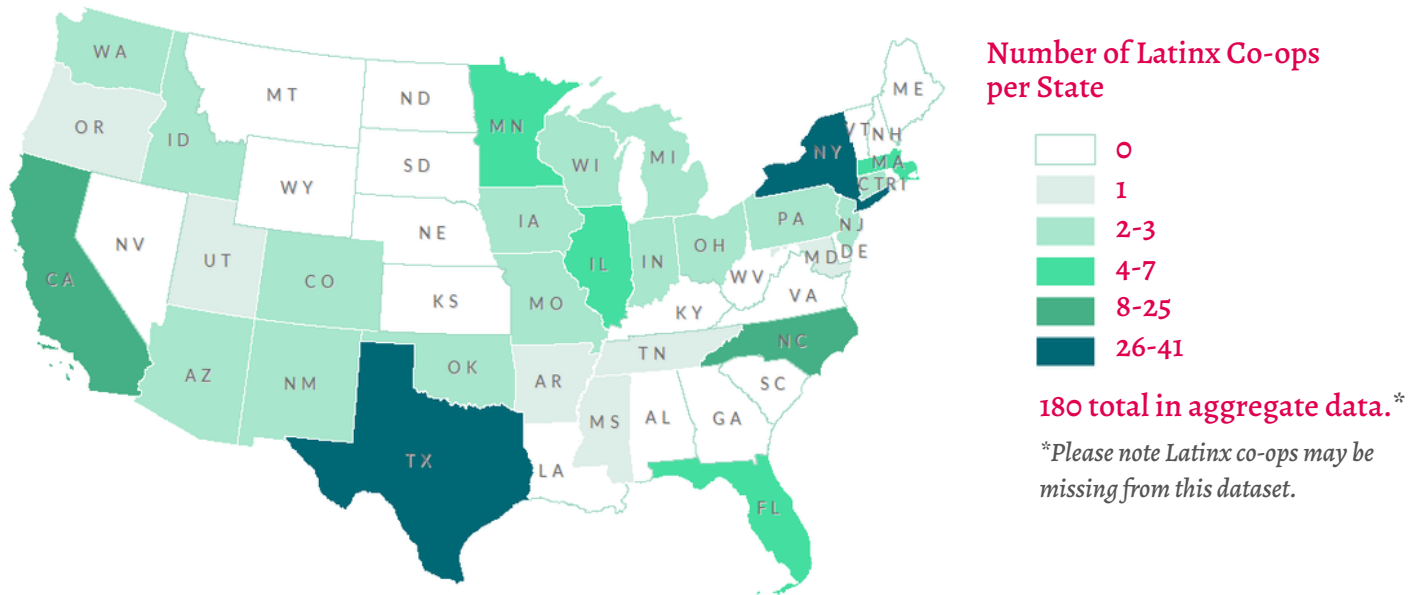 WA
MT
ND
MN
ME
OR
ID
SD
WI
MI
VT
NH
NY
MA
WY
CT
RI
IA
PA
NE
NJ
NV
UT
OH
IL
IN
DE
MD
CO
WV
CA
KS
MO
VA
KY
NC
TN
AZ
NM
OK
AR
SC
MS
AL
GA
TX
LA
FL
Number of Latinx Co-ops
per State
0
1
2-3
4-7
8-25
26-41
180 total in aggregate data.*
*Please note Latinx co-ops may be
missing from this dataset.